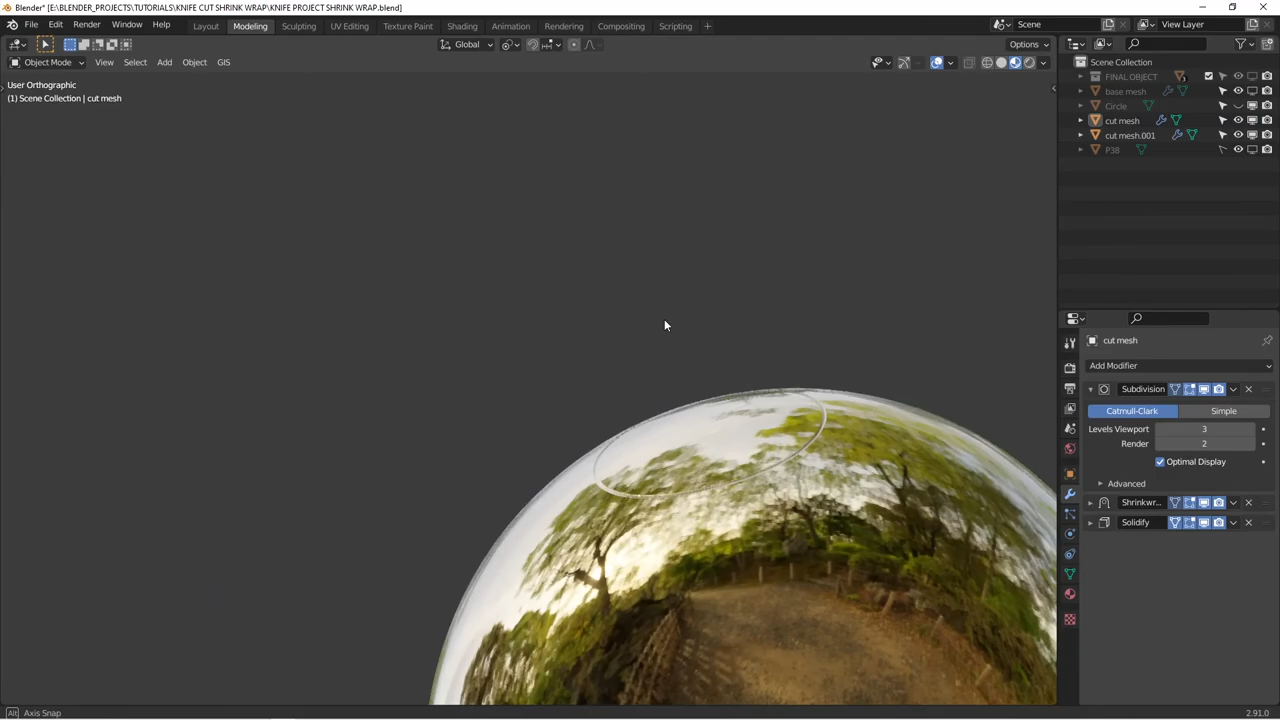 Blender* [E:\BLENDER_PROJECTS\TUTORIALS\KNIFE CUT SHRINK WRAP\KNIFE PROJECT SHRINK WRAP.blend]
File Edit Render Window Help Layout Modeling Sculpting UV Editing Texture Paint Shading Animation Rendering Compositing Scripting + Scene View Layer
Global Options
Object Mode View Select Add Object GIS
Scene Collection
User Orthographic
(1) Scene Collection | cut mesh
FINAL OBJECT
base mesh
Circle
cut mesh
cut mesh.001
P38
cut mesh
Add Modifier
Subdivision
Catmull-Clark Simple
Levels Viewport 3
Render 2
Optimal Display
Advanced
Shrinkwr...
Solidify
Alt Axis Snap 2.91.0